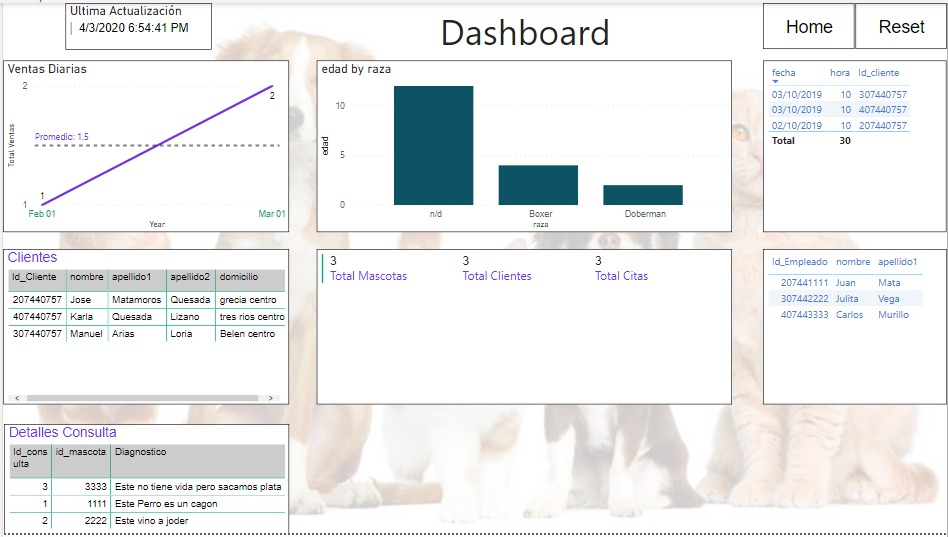 Ultima Actualización
4/3/2020 6:54:41 PM
Dashboard
Home
Reset
Ventas Diarias
Total Ventas
2
1
Promedio: 1.5
1
2
Feb 01
Mar 01
Year
edad by raza
edad
10
5
0
n/d
Boxer
Doberman
raza
fecha hora Id_cliente
03/10/2019 10 307440757
03/10/2019 10 407440757
02/10/2019 10 207440757
Total 30
Clientes
Id_Cliente nombre apellido1 apellido2 domicilio
207440757 Jose Matamoros Quesada grecia centro
407440757 Karla Quesada Lizano tres rios centro
307440757 Manuel Arias Loria Belen centro
3
Total Mascotas
3
Total Clientes
3
Total Citas
Id_Empleado nombre apellido1
207441111 Juan Mata
307442222 Julita Vega
407443333 Carlos Murillo
Detalles Consulta
Id_cons id_mascota Diagnostico
ulta
3 3333 Este no tiene vida pero sacamos plata
1 1111 Este Perro es un cagon
2 2222 Este vino a joder